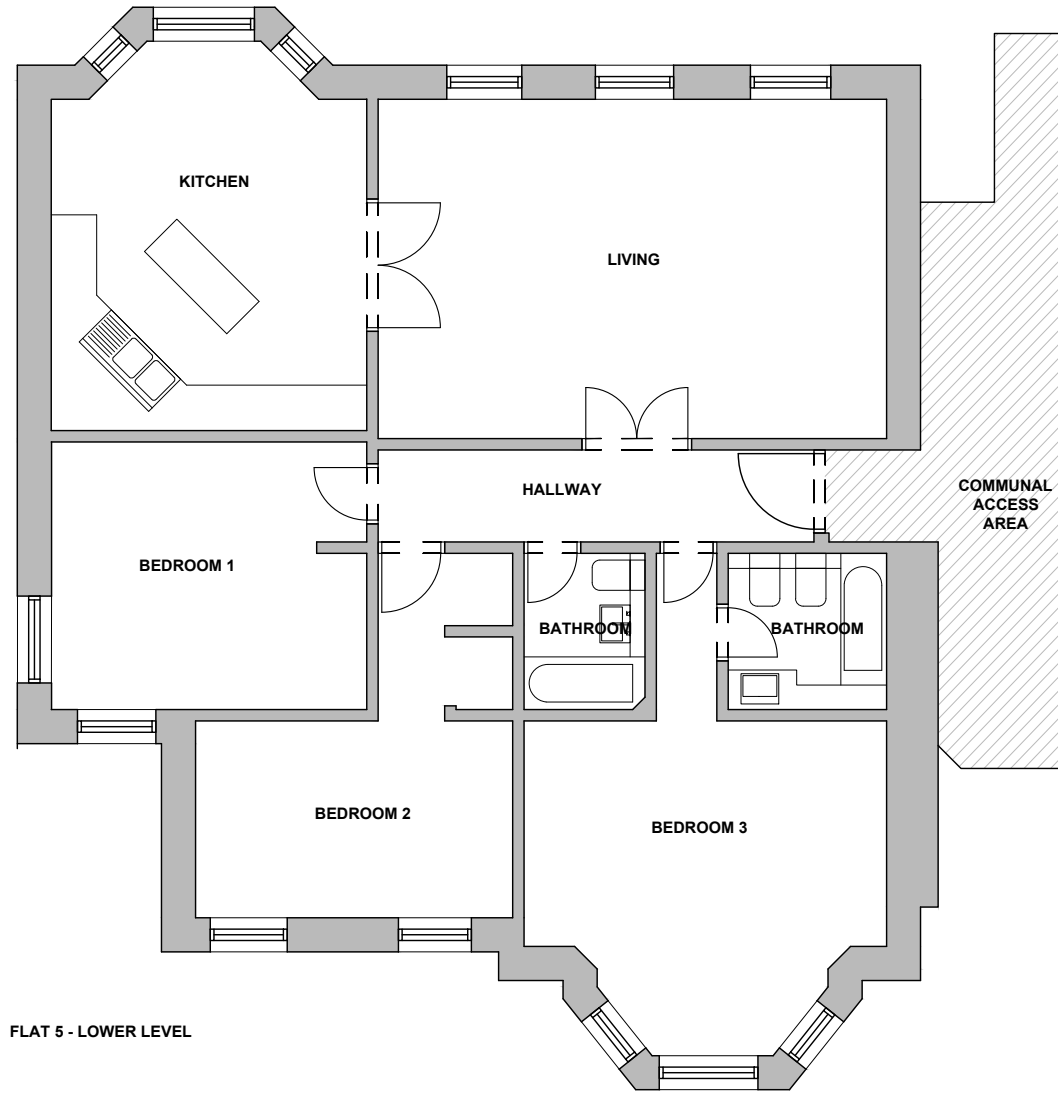 KITCHEN
LIVING
HALLWAY
COMMUNAL
ACCESS
AREA
BEDROOM 1
BATHROOM
BATHROOM
BEDROOM 2
BEDROOM 3
FLAT 5 - LOWER LEVEL